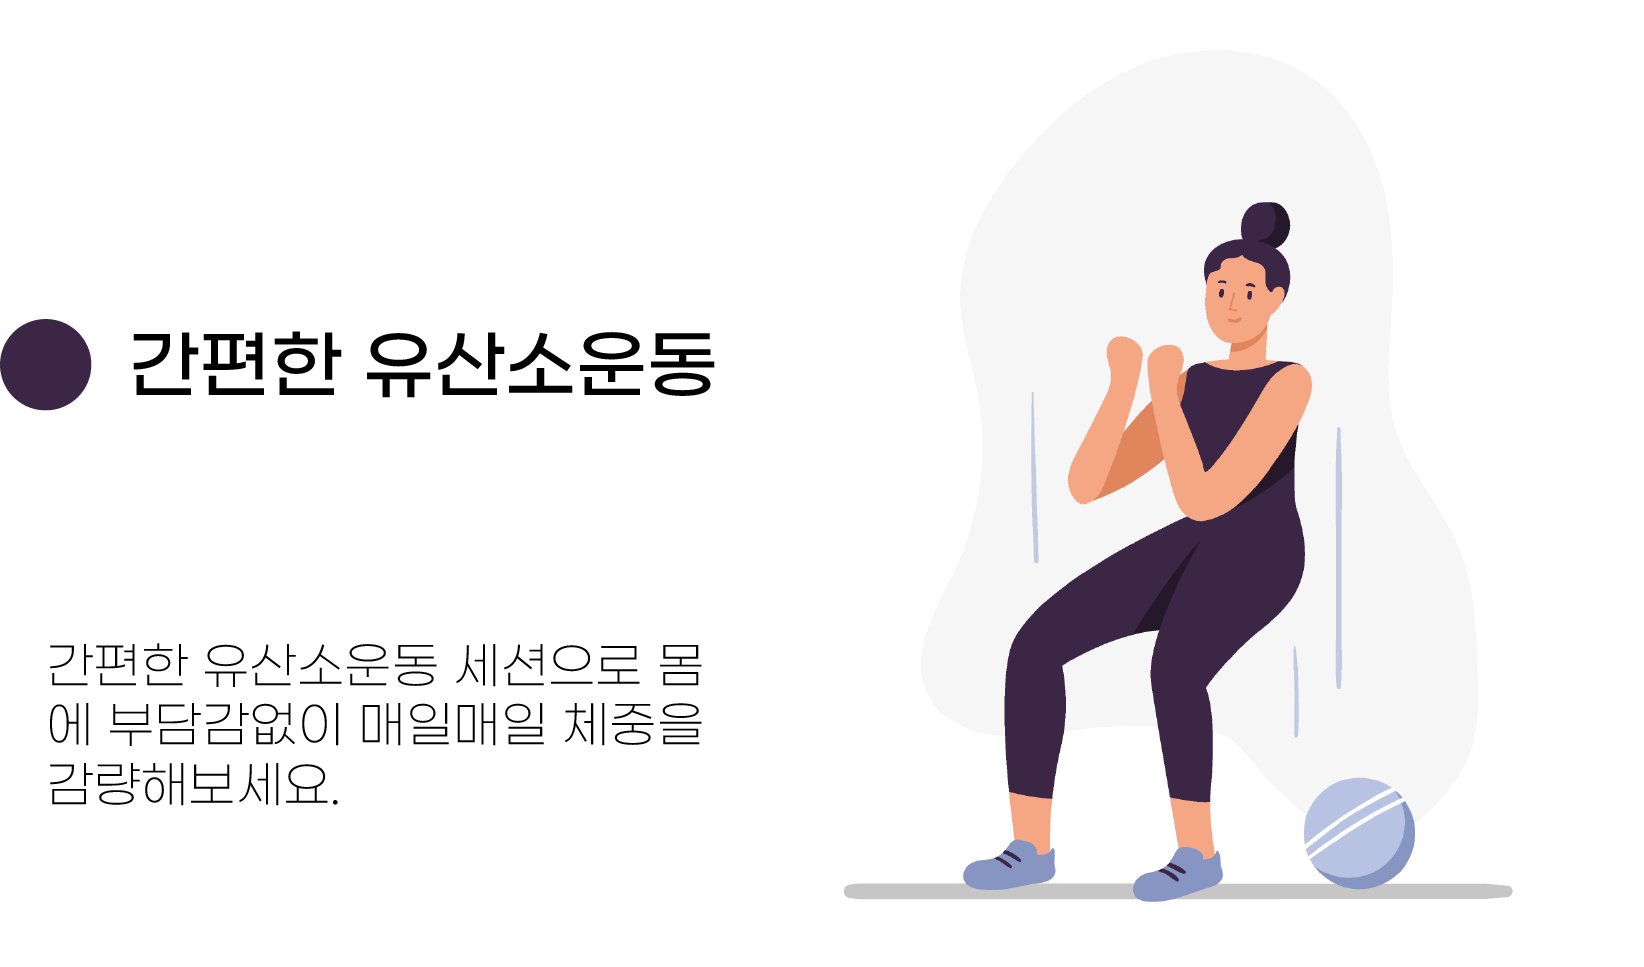 간편한 유산소운동
간편한 유산소운동 세션으로 몸
에 부담감없이 매일매일 체중을
감량해보세요.